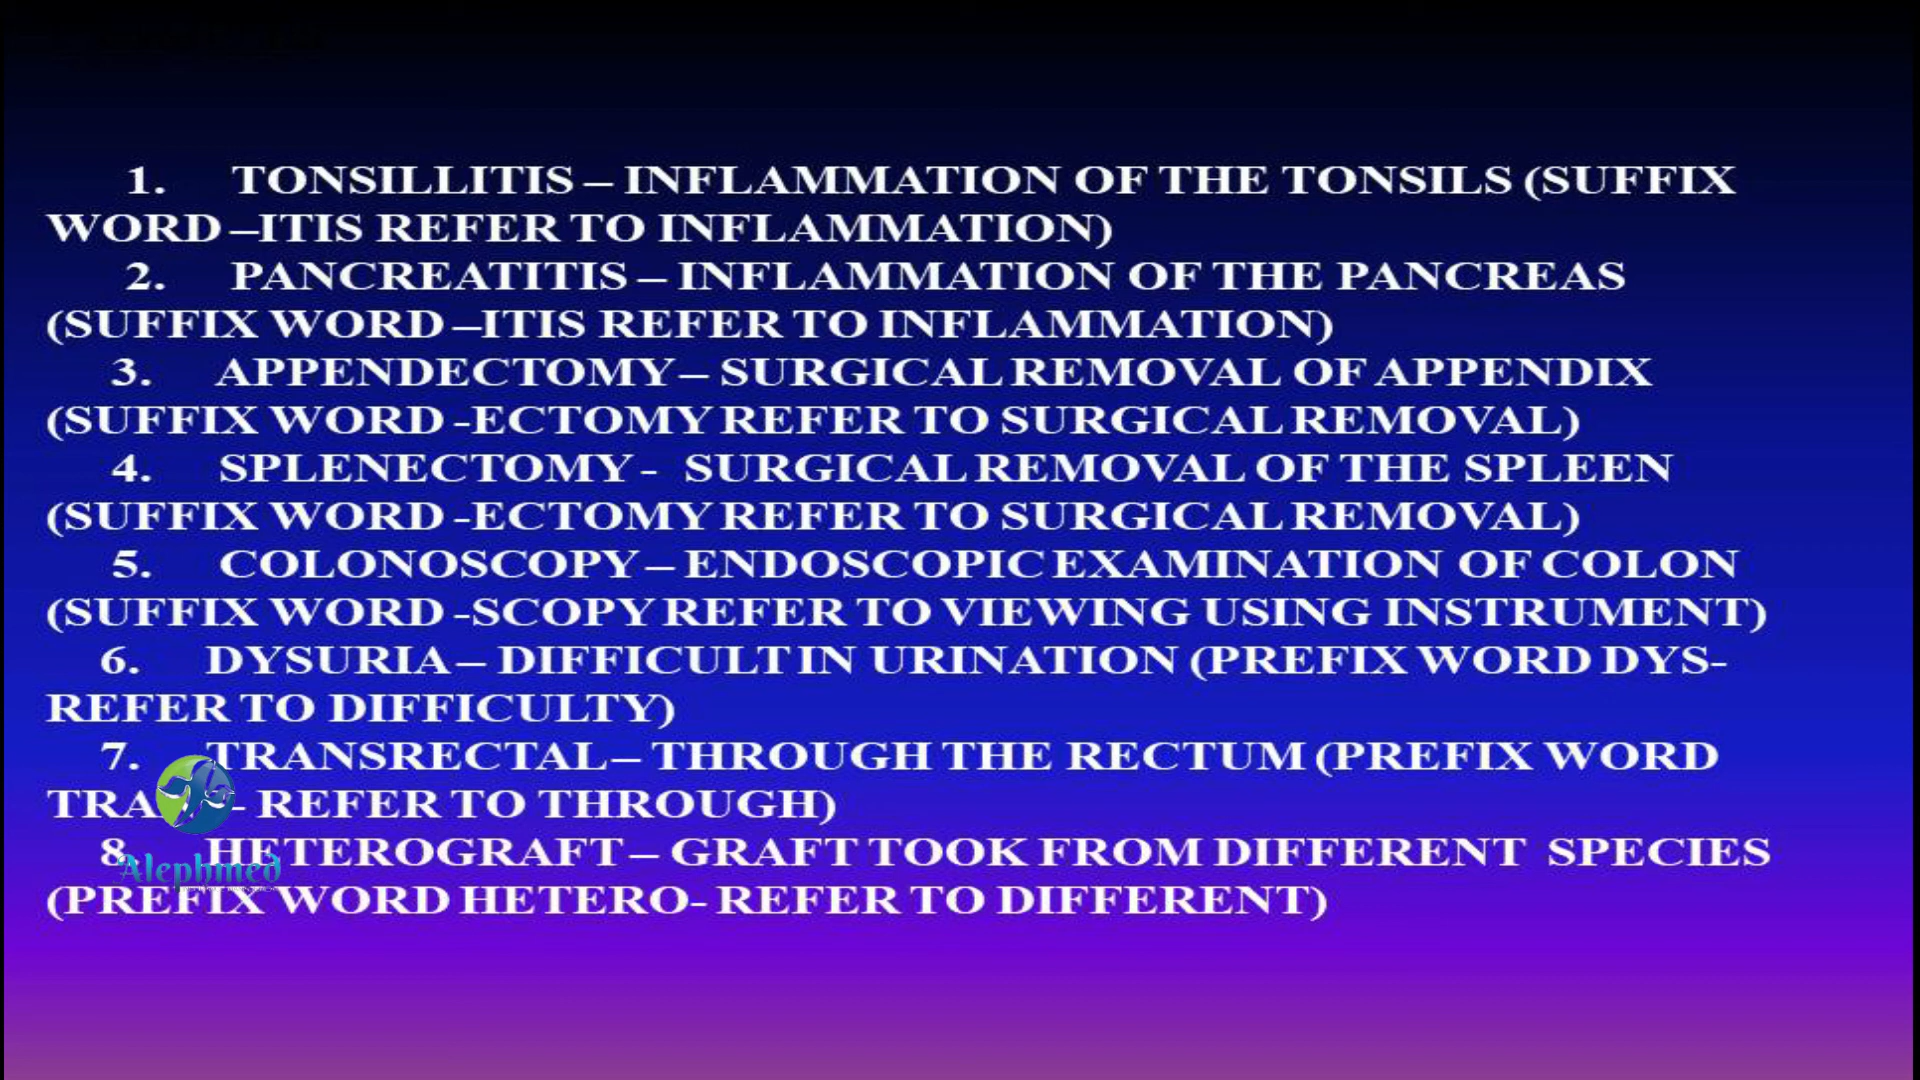 1. TONSILLITIS – INFLAMMATION OF THE TONSILS (SUFFIX
WORD –ITIS REFER TO INFLAMMATION)
2. PANCREATITIS – INFLAMMATION OF THE PANCREAS
(SUFFIX WORD –ITIS REFER TO INFLAMMATION)
3. APPENDECTOMY – SURGICAL REMOVAL OF APPENDIX
(SUFFIX WORD -ECTOMY REFER TO SURGICAL REMOVAL)
4. SPLENECTOMY - SURGICAL REMOVAL OF THE SPLEEN
(SUFFIX WORD -ECTOMY REFER TO SURGICAL REMOVAL)
5. COLONOSCOPY – ENDOSCOPIC EXAMINATION OF COLON
(SUFFIX WORD -SCOPY REFER TO VIEWING USING INSTRUMENT)
6. DYSURIA – DIFFICULT IN URINATION (PREFIX WORD DYS-
REFER TO DIFFICULTY)
7. TRANSRECTAL – THROUGH THE RECTUM (PREFIX WORD
- REFER TO THROUGH)
8. HETEROGRAFT – GRAFT TOOK FROM DIFFERENT SPECIES
Alephmed
(PREFIX WORD HETERO- REFER TO DIFFERENT)